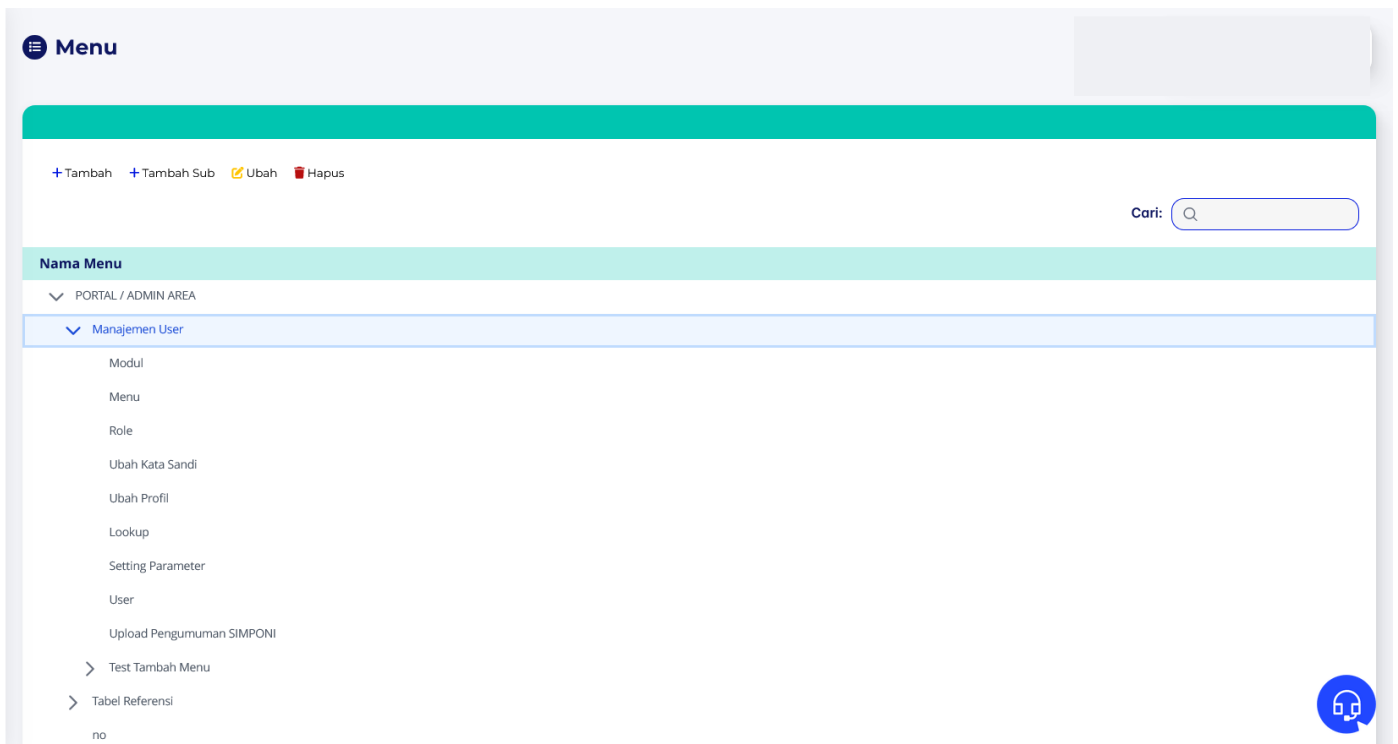 Menu
Tambah Tambah Sub Ubah Hapus
Cari:
Nama Menu
PORTAL / ADMIN AREA
Manajemen User
Modul
Menu
Role
Ubah Kata Sandi
Ubah Profil
Lookup
Setting Parameter
User
Upload Pengumuman SIMPONI
Test Tambah Menu
Tabel Referensi
no